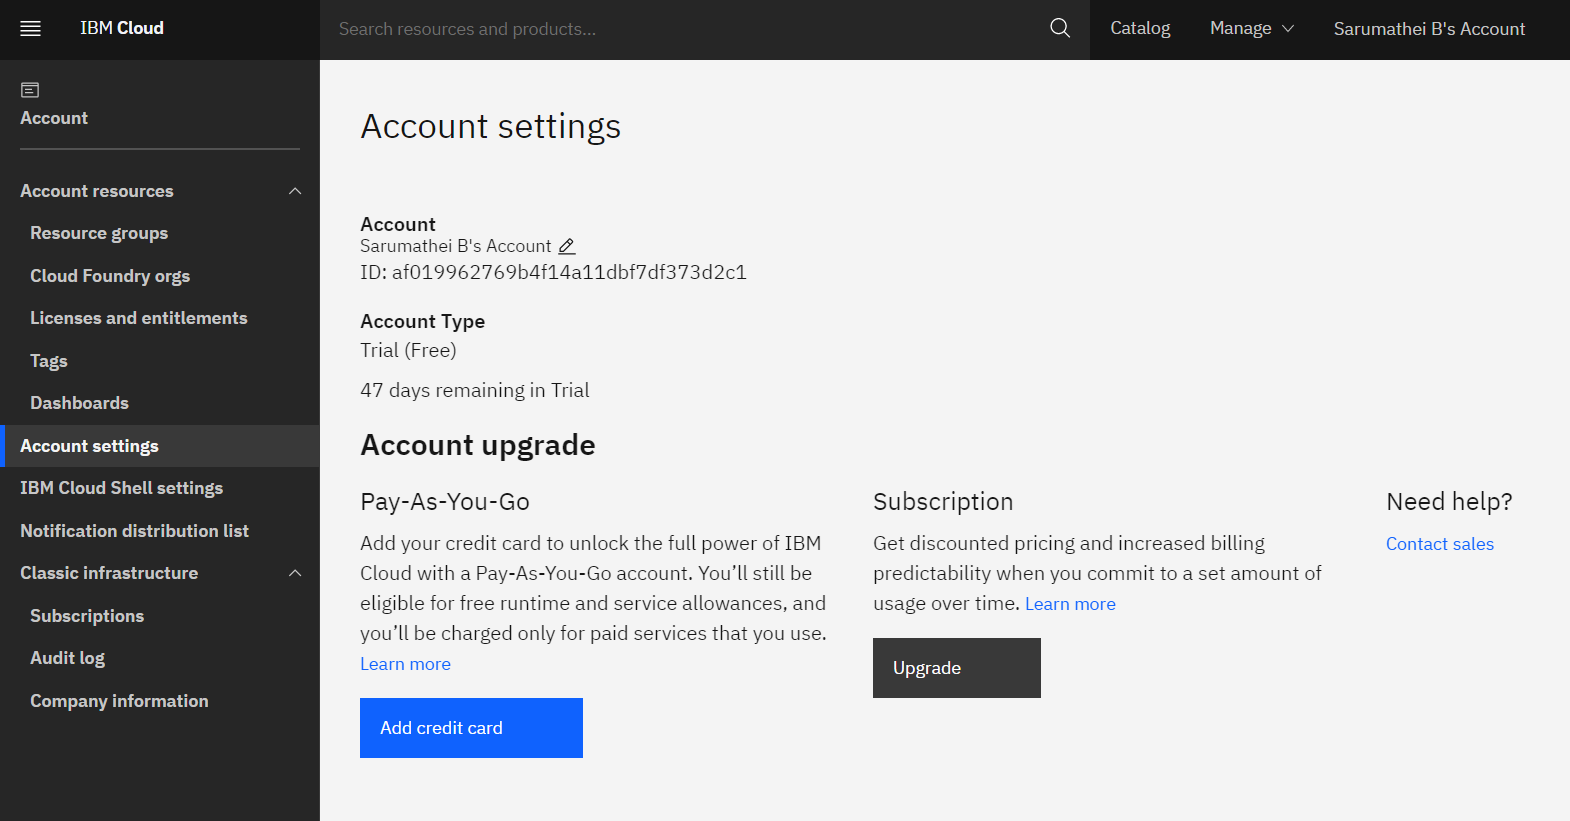 IBM Cloud
Search resources and products...
Catalog
Manage
Sarumathei B's Account
Account
Account resources
Resource groups
Cloud Foundry orgs
Licenses and entitlements
Tags
Dashboards
Account settings
IBM Cloud Shell settings
Notification distribution list
Classic infrastructure
Subscriptions
Audit log
Company information
Account settings
Account
Sarumathei B's Account
ID: af019962769b4f14a11dbf7df373d2c1
Account Type
Trial (Free)
47 days remaining in Trial
Account upgrade
Pay-As-You-Go
Add your credit card to unlock the full power of IBM
Cloud with a Pay-As-You-Go account. You’ll still be
eligible for free runtime and service allowances, and
you’ll be charged only for paid services that you use.
Learn more
Add credit card
Subscription
Get discounted pricing and increased billing
predictability when you commit to a set amount of
usage over time. Learn more
Upgrade
Need help?
Contact sales